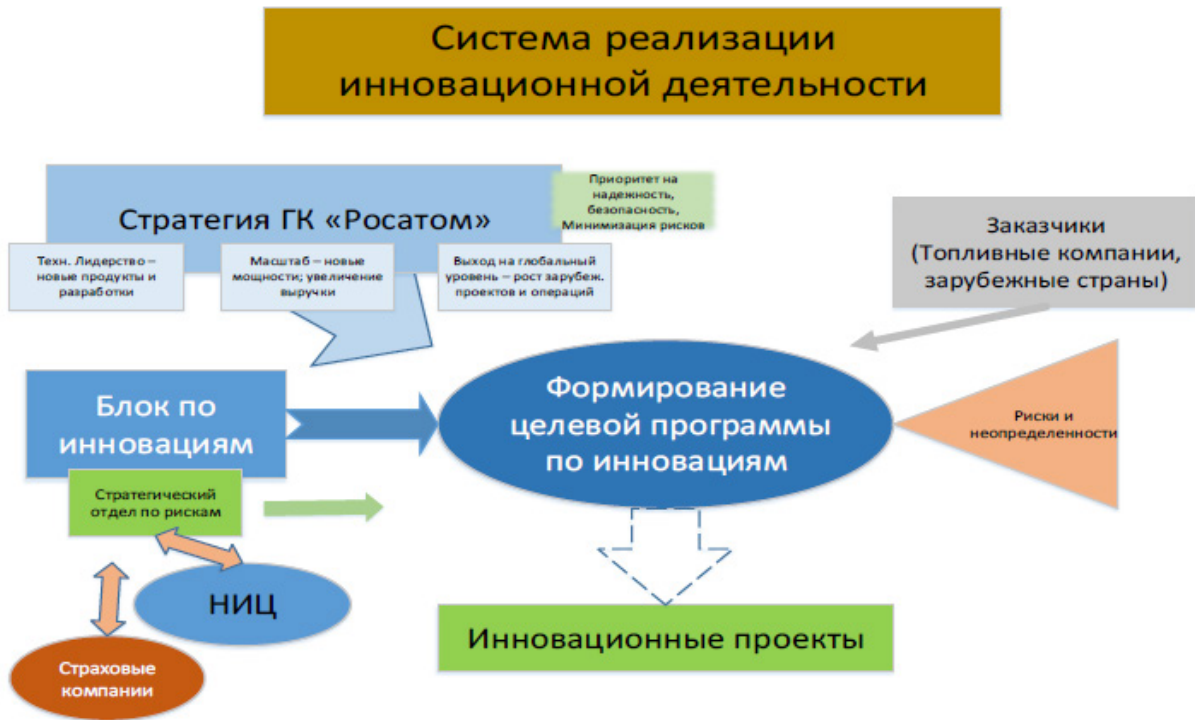 Система реализации
инновационной деятельности
Стратегия ГК «Росатом»
Приоритет на
надежность,
безопасность,
Минимизация рисков
Техн. Лидерство –
новые продукты и
разработки
Масштаб – новые
мощности; увеличение
выручки
Выход на глобальный
уровень – рост зарубеж.
проектов и операций
Заказчики
(Топливные компании,
зарубежные страны)
Блок по
инновациям
Формирование
целевой программы
по инновациям
Риски и
неопределенности
Стратегический
отдел по рискам
НИЦ
Страховые
компании
Инновационные проекты